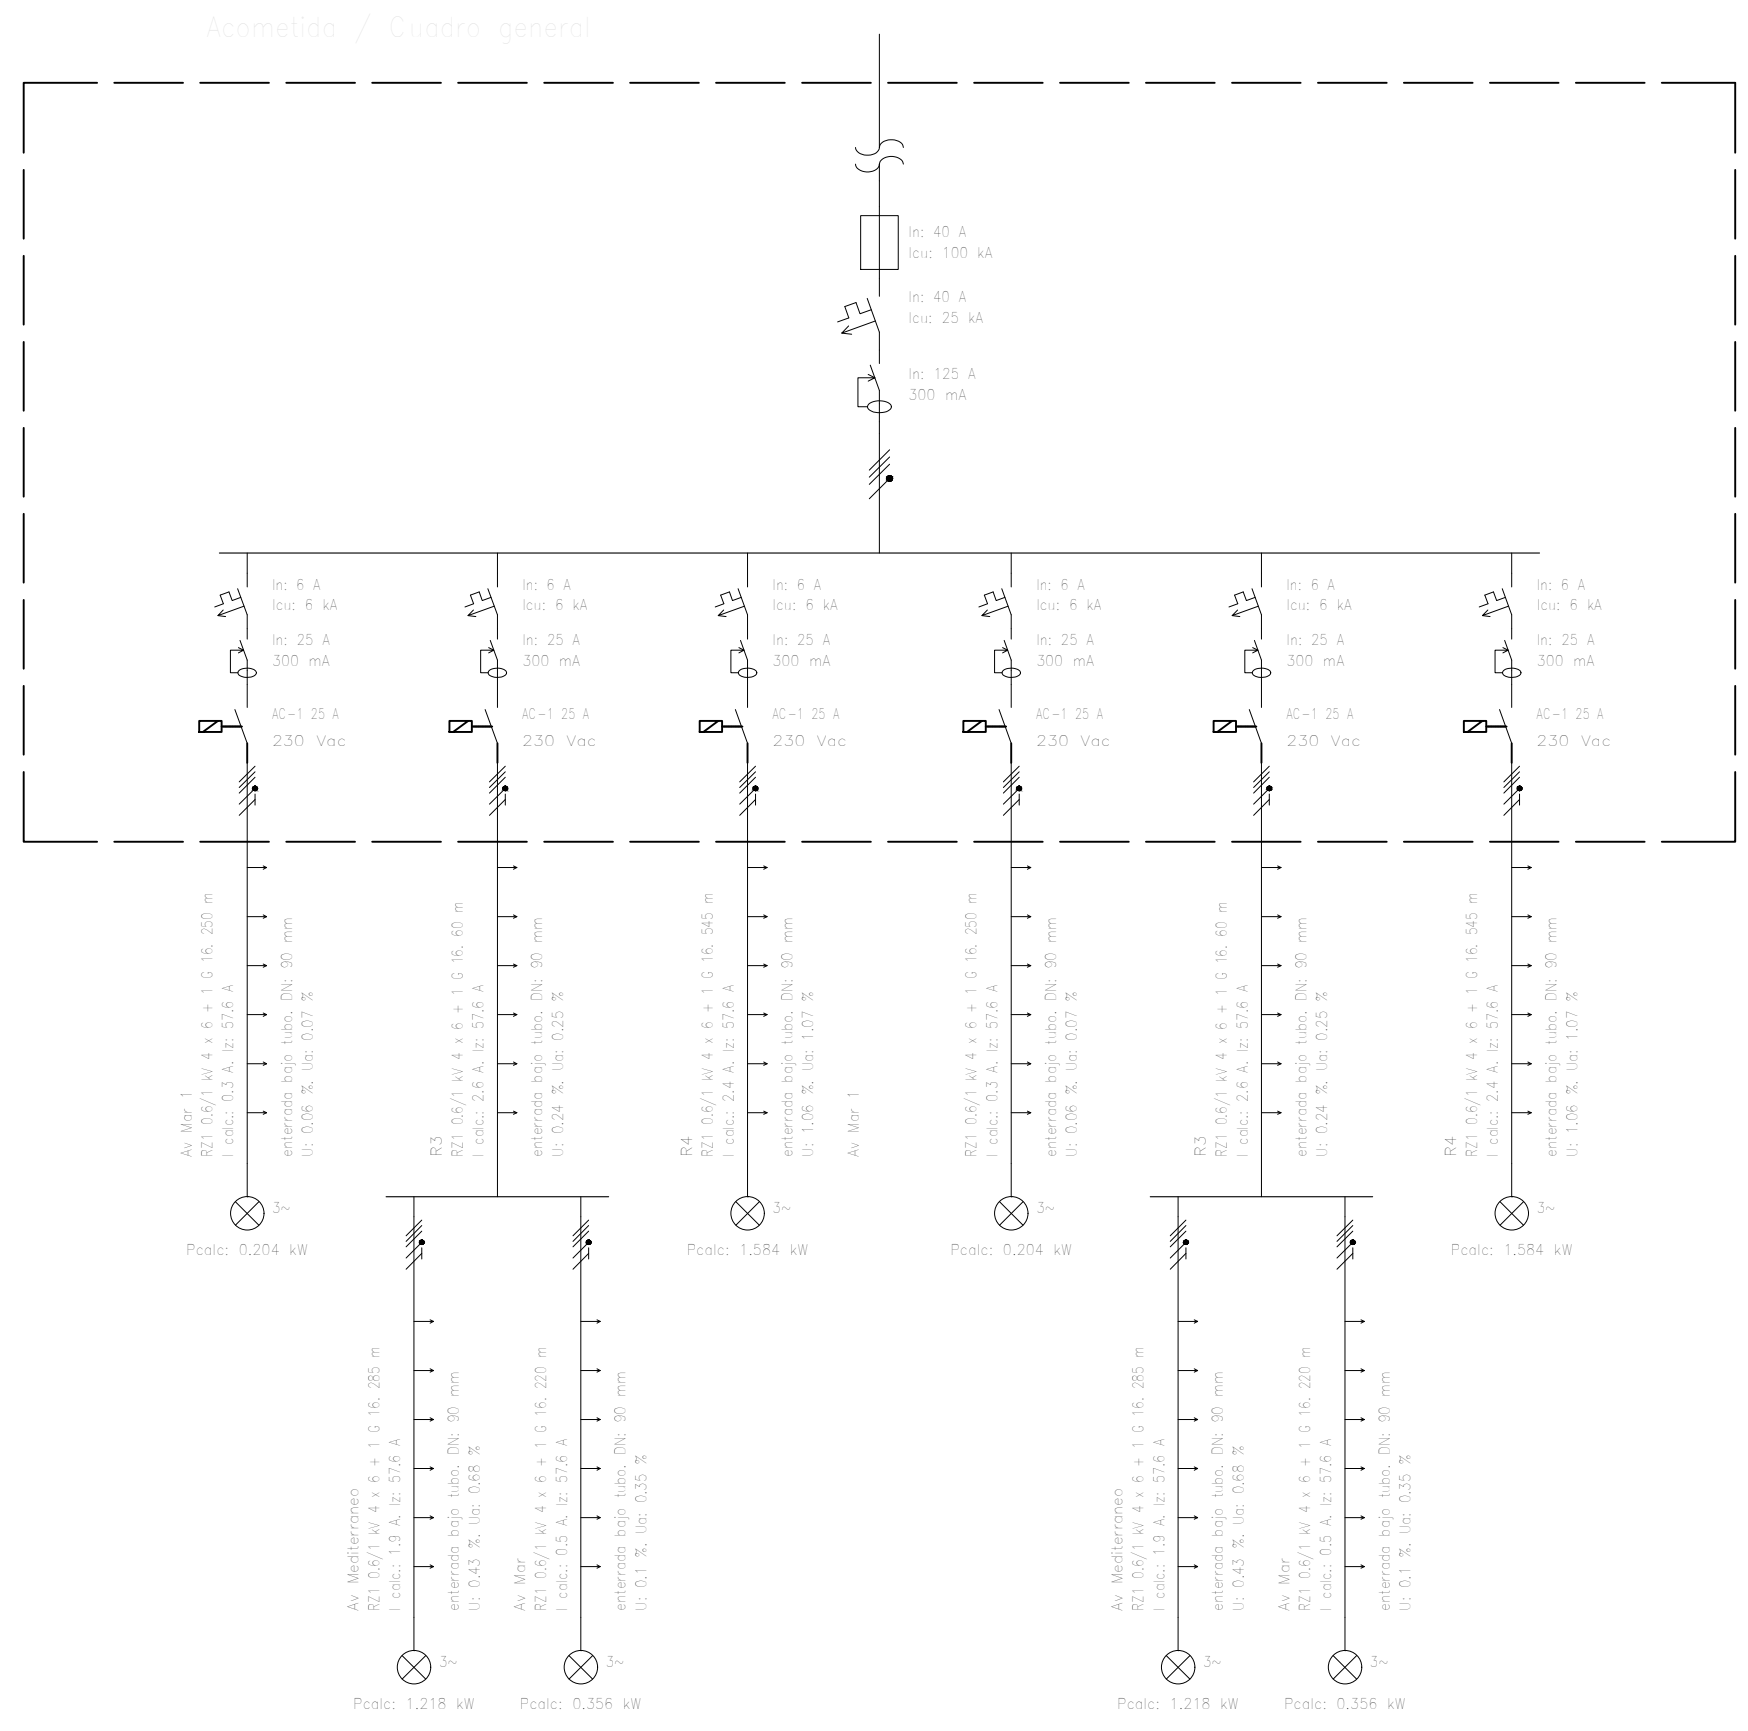 Acometida / Cuadro general
In: 40 A
Icu: 100 kA
In: 40 A
Icu: 25 kA
In: 125 A
300 mA
In: 6 A
Icu: 6 kA
In: 25 A
300 mA
AC-1 25 A
230 Vac
In: 6 A
Icu: 6 kA
In: 25 A
300 mA
AC-1 25 A
230 Vac
In: 6 A
Icu: 6 kA
In: 25 A
300 mA
AC-1 25 A
230 Vac
In: 6 A
Icu: 6 kA
In: 25 A
300 mA
AC-1 25 A
230 Vac
In: 6 A
Icu: 6 kA
In: 25 A
300 mA
AC-1 25 A
230 Vac
In: 6 A
Icu: 6 kA
In: 25 A
300 mA
AC-1 25 A
230 Vac
Av Mar 1
RZ1 0.6/1 kV 4 x 6 + 1 G 16. 250 m
I calc.: 0.3 A. Iz: 57.6 A
enterrada bajo tubo. DN: 90 mm
U: 0.06 %. Ua: 0.07 %
R3
RZ1 0.6/1 kV 4 x 6 + 1 G 16. 60 m
I calc.: 2.6 A. Iz: 57.6 A
enterrada bajo tubo. DN: 90 mm
U: 0.24 %. Ua: 0.25 %
R4
RZ1 0.6/1 kV 4 x 6 + 1 G 16. 545 m
I calc.: 2.4 A. Iz: 57.6 A
enterrada bajo tubo. DN: 90 mm
U: 1.06 %. Ua: 1.07 %
Av Mar 1
RZ1 0.6/1 kV 4 x 6 + 1 G 16. 250 m
I calc.: 0.3 A. Iz: 57.6 A
enterrada bajo tubo. DN: 90 mm
U: 0.06 %. Ua: 0.07 %
R3
RZ1 0.6/1 kV 4 x 6 + 1 G 16. 60 m
I calc.: 2.6 A. Iz: 57.6 A
enterrada bajo tubo. DN: 90 mm
U: 0.24 %. Ua: 0.25 %
R4
RZ1 0.6/1 kV 4 x 6 + 1 G 16. 545 m
I calc.: 2.4 A. Iz: 57.6 A
enterrada bajo tubo. DN: 90 mm
U: 1.06 %. Ua: 1.07 %
3~
Pcalc: 0.204 kW
3~
Pcalc: 1.584 kW
3~
Pcalc: 0.204 kW
3~
Pcalc: 1.584 kW
Av Mediterraneo
RZ1 0.6/1 kV 4 x 6 + 1 G 16. 285 m
I calc.: 1.9 A. Iz: 57.6 A
enterrada bajo tubo. DN: 90 mm
U: 0.43 %. Ua: 0.68 %
Av Mar
RZ1 0.6/1 kV 4 x 6 + 1 G 16. 220 m
I calc.: 0.5 A. Iz: 57.6 A
enterrada bajo tubo. DN: 90 mm
U: 0.1 %. Ua: 0.35 %
Av Mediterraneo
RZ1 0.6/1 kV 4 x 6 + 1 G 16. 285 m
I calc.: 1.9 A. Iz: 57.6 A
enterrada bajo tubo. DN: 90 mm
U: 0.43 %. Ua: 0.68 %
Av Mar
RZ1 0.6/1 kV 4 x 6 + 1 G 16. 220 m
I calc.: 0.5 A. Iz: 57.6 A
enterrada bajo tubo. DN: 90 mm
U: 0.1 %. Ua: 0.35 %
3~
Pcalc: 1.218 kW
3~
Pcalc: 0.356 kW
3~
Pcalc: 1.218 kW
3~
Pcalc: 0.356 kW